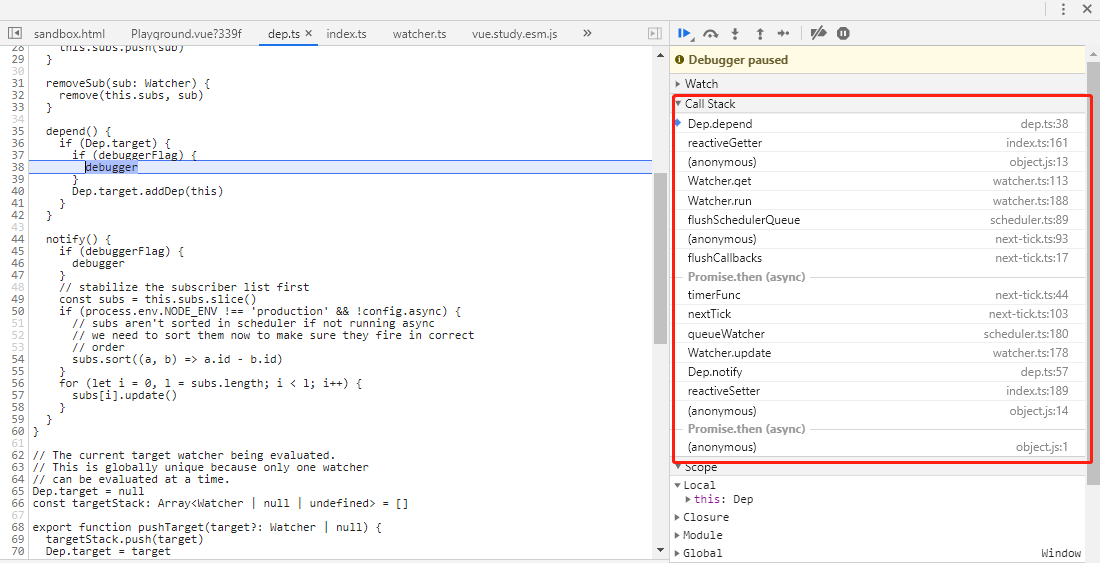 sandbox.html Playground.vue?339f dep.ts × index.ts watcher.ts vue.study.esm.js »
28 this.subs.push(sub)
29 }
30
31 removeSub(sub: Watcher) {
32 remove(this.subs, sub)
33 }
34
35 depend() {
36 if (Dep.target) {
37 if (debuggerFlag) {
38 debugger
39 }
40 Dep.target.addDep(this)
41 }
42 }
43
44 notify() {
45 if (debuggerFlag) {
46 debugger
47 }
48 // stabilize the subscriber list first
49 const subs = this.subs.slice()
50 if (process.env.NODE_ENV !== 'production' && !config.async) {
51 // subs aren't sorted in scheduler if not running async
52 // we need to sort them now to make sure they fire in correct
53 // order
54 subs.sort((a, b) => a.id - b.id)
55 }
56 for (let i = 0, l = subs.length; i < l; i++) {
57 subs[i].update()
58 }
59 }
60 }
61
62 // The current target watcher being evaluated.
63 // This is globally unique because only one watcher
64 // can be evaluated at a time.
65 Dep.target = null
66 const targetStack: Array<Watcher | null | undefined> = []
67
68 export function pushTarget(target?: Watcher | null) {
69 targetStack.push(target)
70 Dep.target = target
Debugger paused
Watch
Call Stack
Dep.depend dep.ts:38
reactiveGetter index.ts:161
(anonymous) object.js:13
Watcher.get watcher.ts:113
Watcher.run watcher.ts:188
flushSchedulerQueue scheduler.ts:89
(anonymous) next-tick.ts:93
flushCallbacks next-tick.ts:17
Promise.then (async)
timerFunc next-tick.ts:44
nextTick next-tick.ts:103
queueWatcher scheduler.ts:180
Watcher.update watcher.ts:178
Dep.notify dep.ts:57
reactiveSetter index.ts:189
(anonymous) object.js:14
Promise.then (async)
(anonymous) object.js:1
Scope
Local
this: Dep
Closure
Module
Global Window